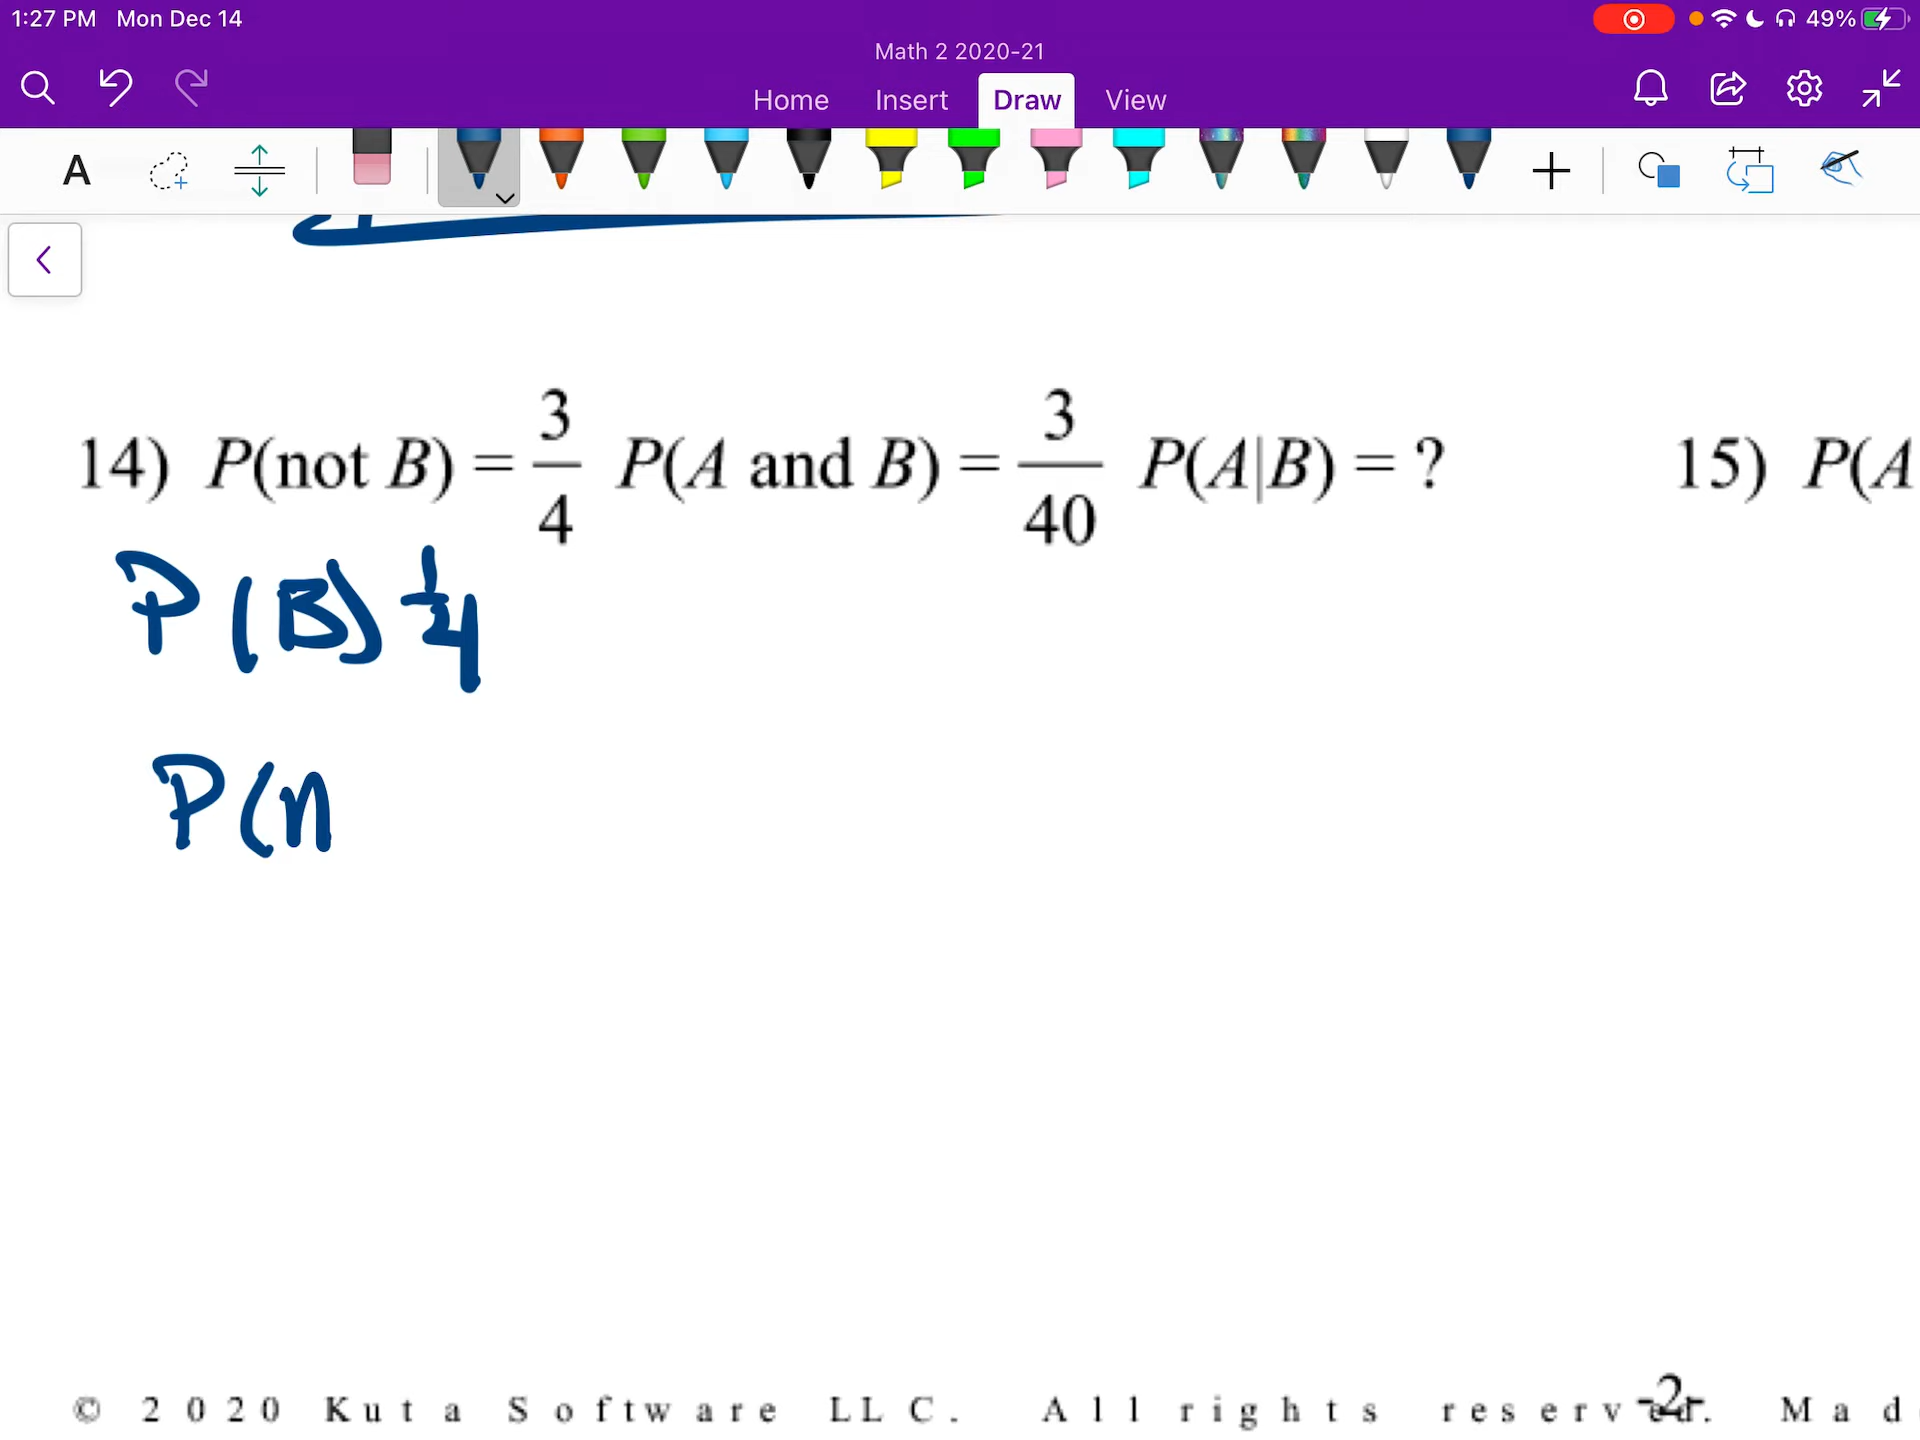 1:27 PM Mon Dec 14 49%
Math 2 2020-21
Home Insert Draw View
A
14) P(not B) = 3/4 P(A and B) = 3/40 P(A|B) = ? 15) P(A
P(B) 1/4
P(n
© 2020 Kuta Software LLC. All rights reserved. Mad
-2-